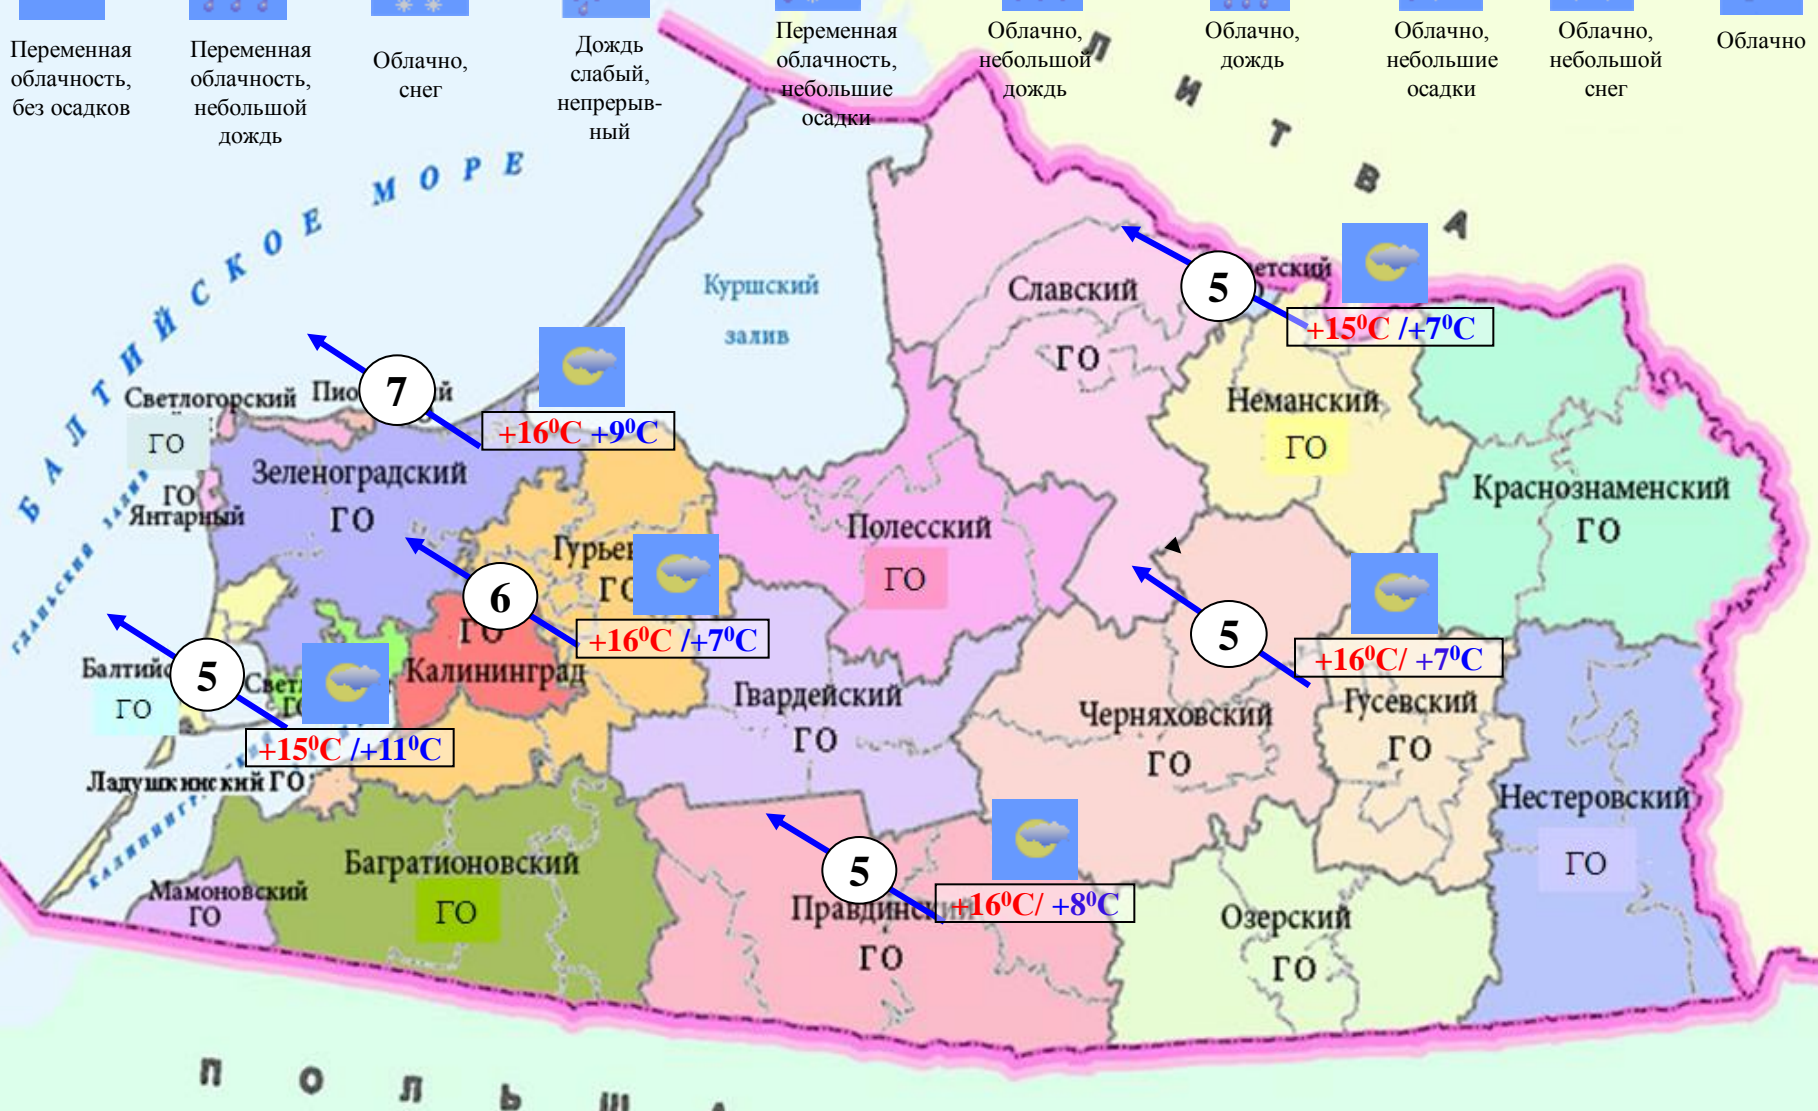 Переменная
облачность,
без осадков
Переменная
облачность,
небольшой
дождь
Облачно,
снег
Дождь
слабый,
непрерыв-
ный
Переменная
облачность,
небольшие
осадки
Облачно,
небольшой
дождь
Облачно,
дождь
Облачно,
небольшие
осадки
Облачно,
небольшой
снег
Облачно
ЛИТВА
БАЛТИЙСКОЕ МОРЕ
Куршский
залив
Славский
ГО
5
+15⁰C /+7⁰C
Неманский
ГО
Краснознаменский
ГО
Светлогорский
ГО
7
+16⁰C +9⁰C
Зеленоградский
ГО
ГО
Янтарный
Полесский
ГО
6
+16⁰C /+7⁰C
ГО
Калининград
5
+15⁰C /+11⁰C
ГО
Гвардейский
ГО
5
+16⁰C/ +7⁰C
Гусевский
ГО
Черняховский
ГО
Нестеровский
ГО
Ладушкинский ГО
Багратионовский
ГО
Мамоновский
ГО
5
+16⁰C/ +8⁰C
ГО
Озерский
ГО
ПОЛЬША